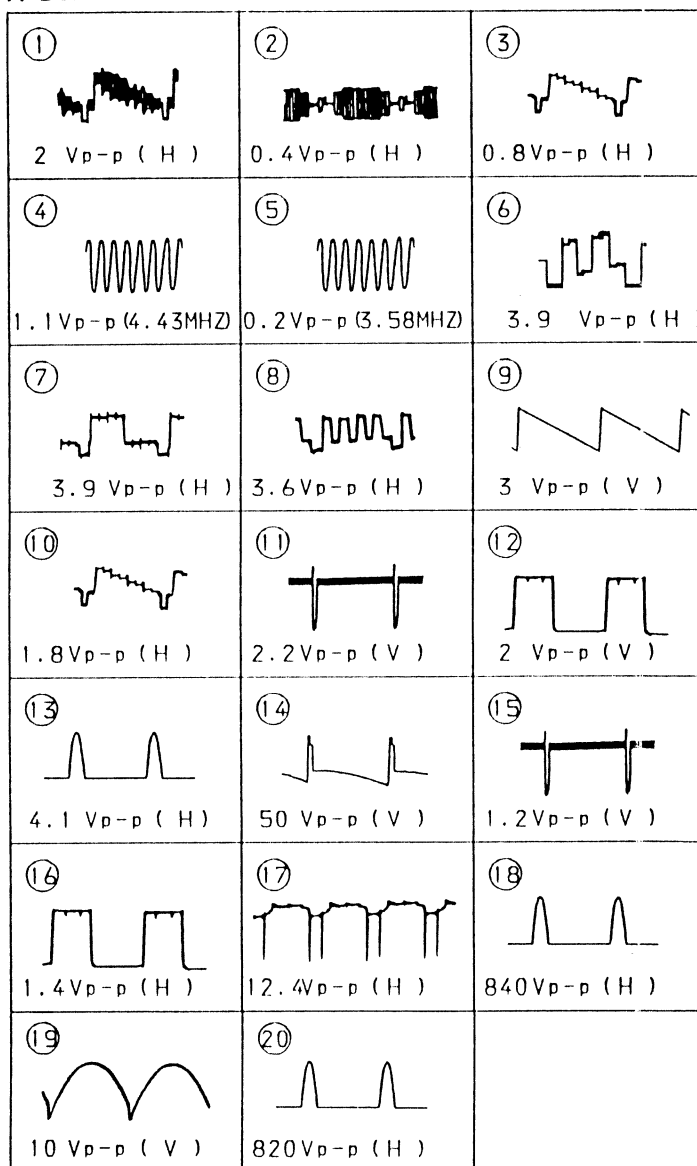 ① ② ③
2 Vp-p ( H ) 0.4Vp-p ( H ) 0.8Vp-p ( H )
④ ⑤ ⑥
1.1Vp-p (4.43MHZ) 0.2Vp-p (3.58MHZ) 3.9 Vp-p ( H
⑦ ⑧ ⑨
3.9 Vp-p ( H ) 3.6Vp-p ( H ) 3 Vp-p ( V )
⑩ ⑪ ⑫
1.8Vp-p ( H ) 2.2Vp-p ( V ) 2 Vp-p ( V )
⑬ ⑭ ⑮
4.1 Vp-p ( H ) 50 Vp-p ( V ) 1.2Vp-p ( V )
⑯ ⑰ ⑱
1.4Vp-p ( H ) 12.4Vp-p ( H ) 840Vp-p ( H )
⑲ ⑳
10 Vp-p ( V ) 820Vp-p ( H )